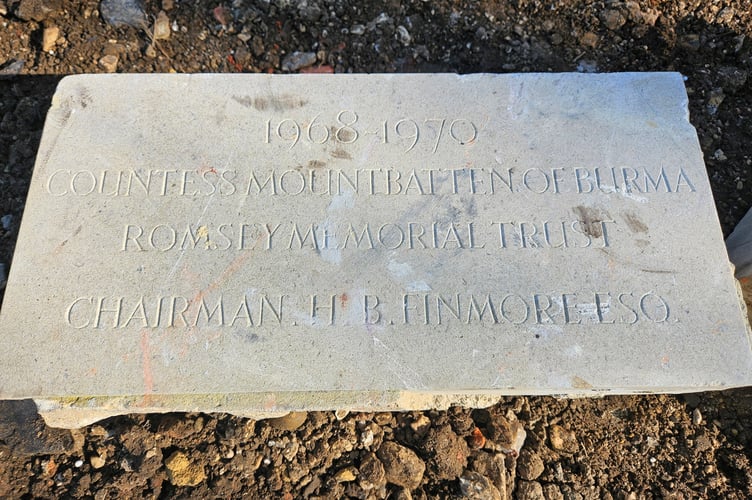 1968-1970
COUNTESS MOUNTBATTEN OF BURMA
ROMSEY MEMORIAL TRUST
CHAIRMAN. H. B. FINMORE ESQ.